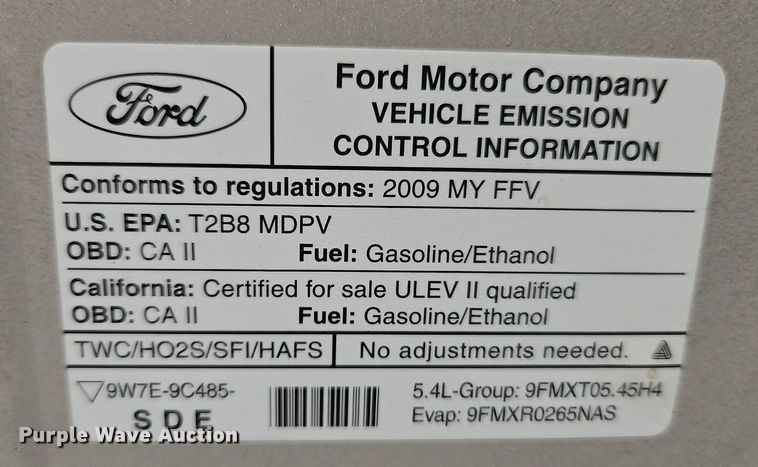 Ford
Ford Motor Company
VEHICLE EMISSION
CONTROL INFORMATION
Conforms to regulations: 2009 MY FFV
U.S. EPA: T2B8 MDPV
OBD: CA II Fuel: Gasoline/Ethanol
California: Certified for sale ULEV II qualified
OBD: CA II Fuel: Gasoline/Ethanol
TWC/HO2S/SFI/HAFS No adjustments needed.
9W7E-9C485-
SDE
5.4L-Group: 9FMXT05.45H4
Evap: 9FMXR0265NAS
Purple Wave Auction